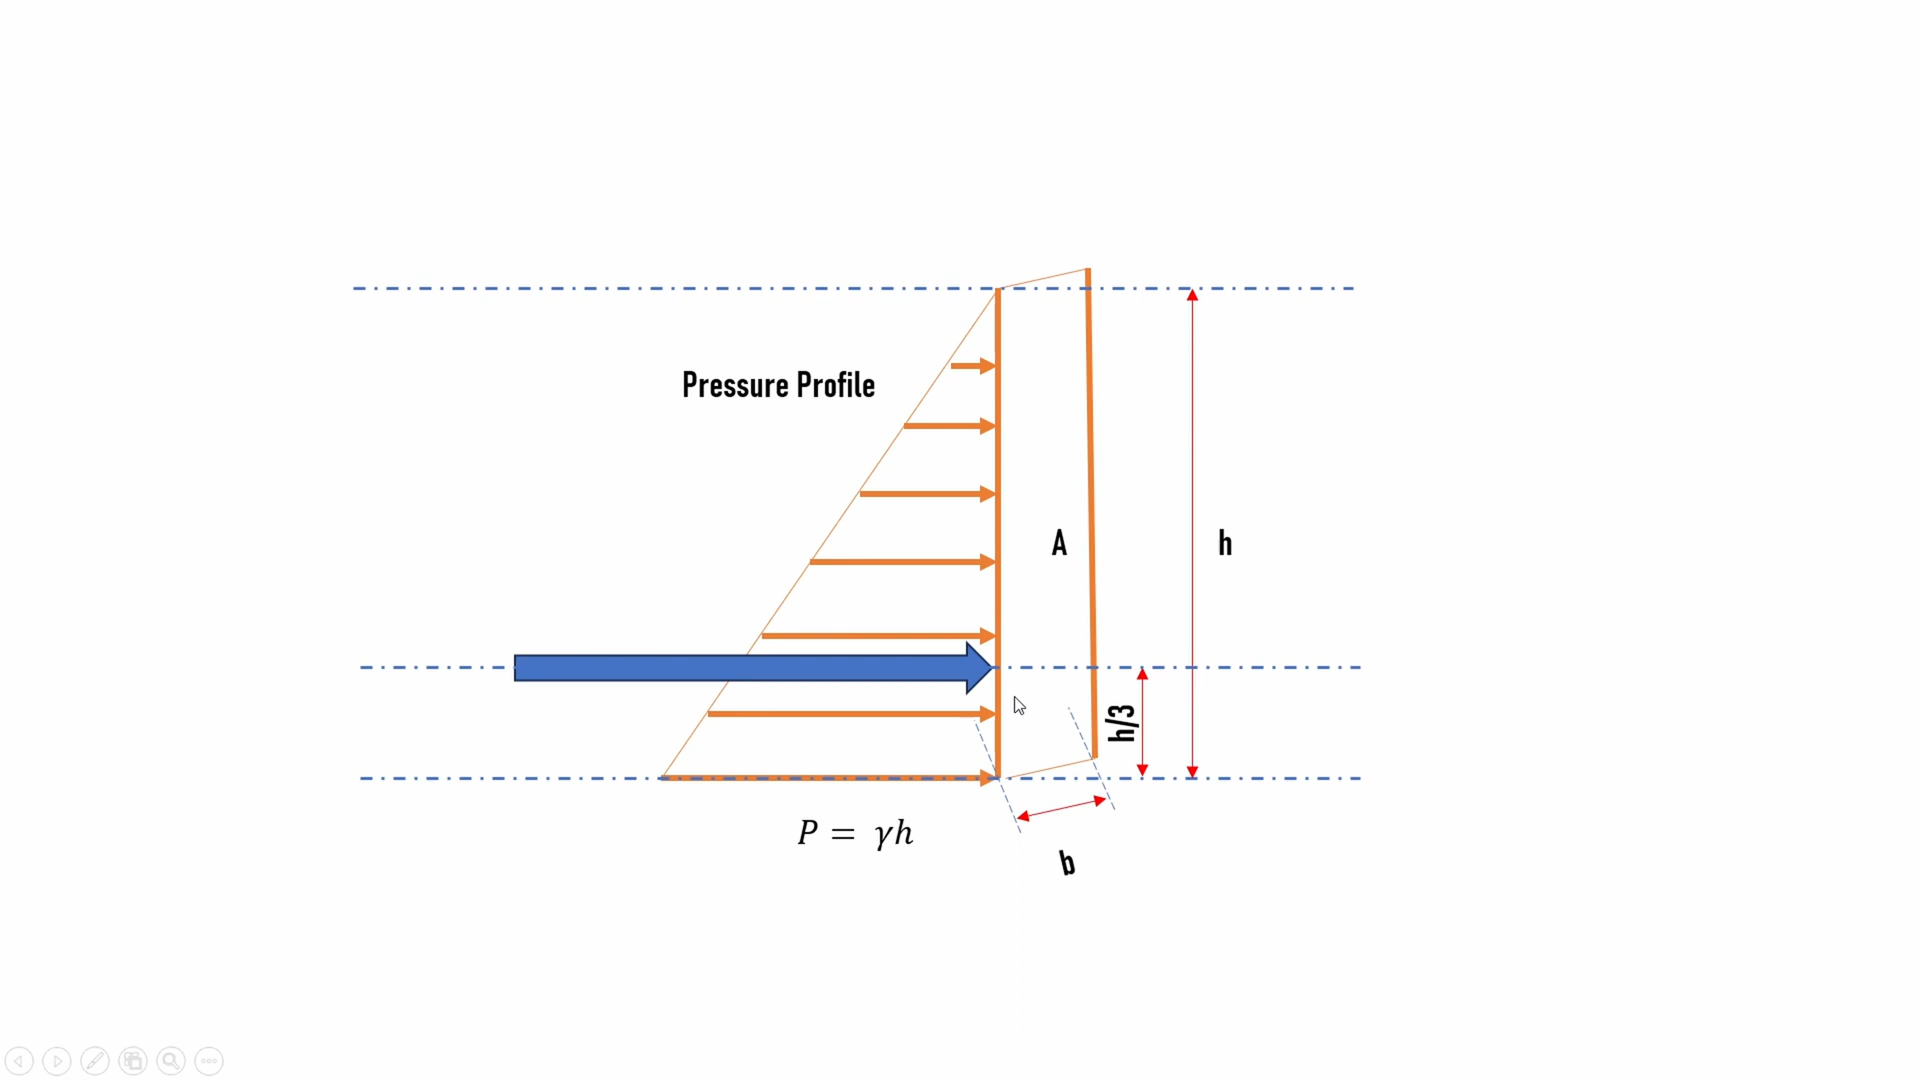 Pressure Profile
A
h
h/3
P = γh
b